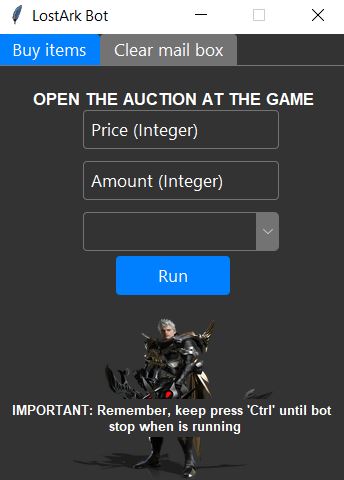 LostArk Bot
Buy items Clear mail box
OPEN THE AUCTION AT THE GAME
Price (Integer)
Amount (Integer)
Run
IMPORTANT: Remember, keep press 'Ctrl' until bot
stop when is running